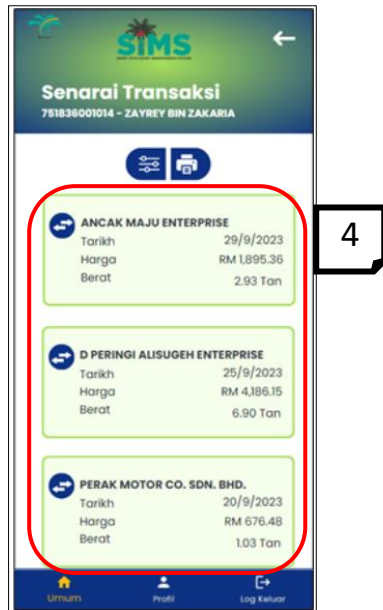 SIMS
Senarai Transaksi
751836001014 - ZAYREY BIN ZAKARIA
4
ANCAK MAJU ENTERPRISE
Tarikh 29/9/2023
Harga RM 1,895.36
Berat 2.93 Tan
D PERINGI ALISUGEH ENTERPRISE
Tarikh 25/9/2023
Harga RM 4,186.15
Berat 6.90 Tan
PERAK MOTOR CO. SDN. BHD.
Tarikh 20/9/2023
Harga RM 676.48
Berat 1.03 Tan
Umum Profil Log Keluar